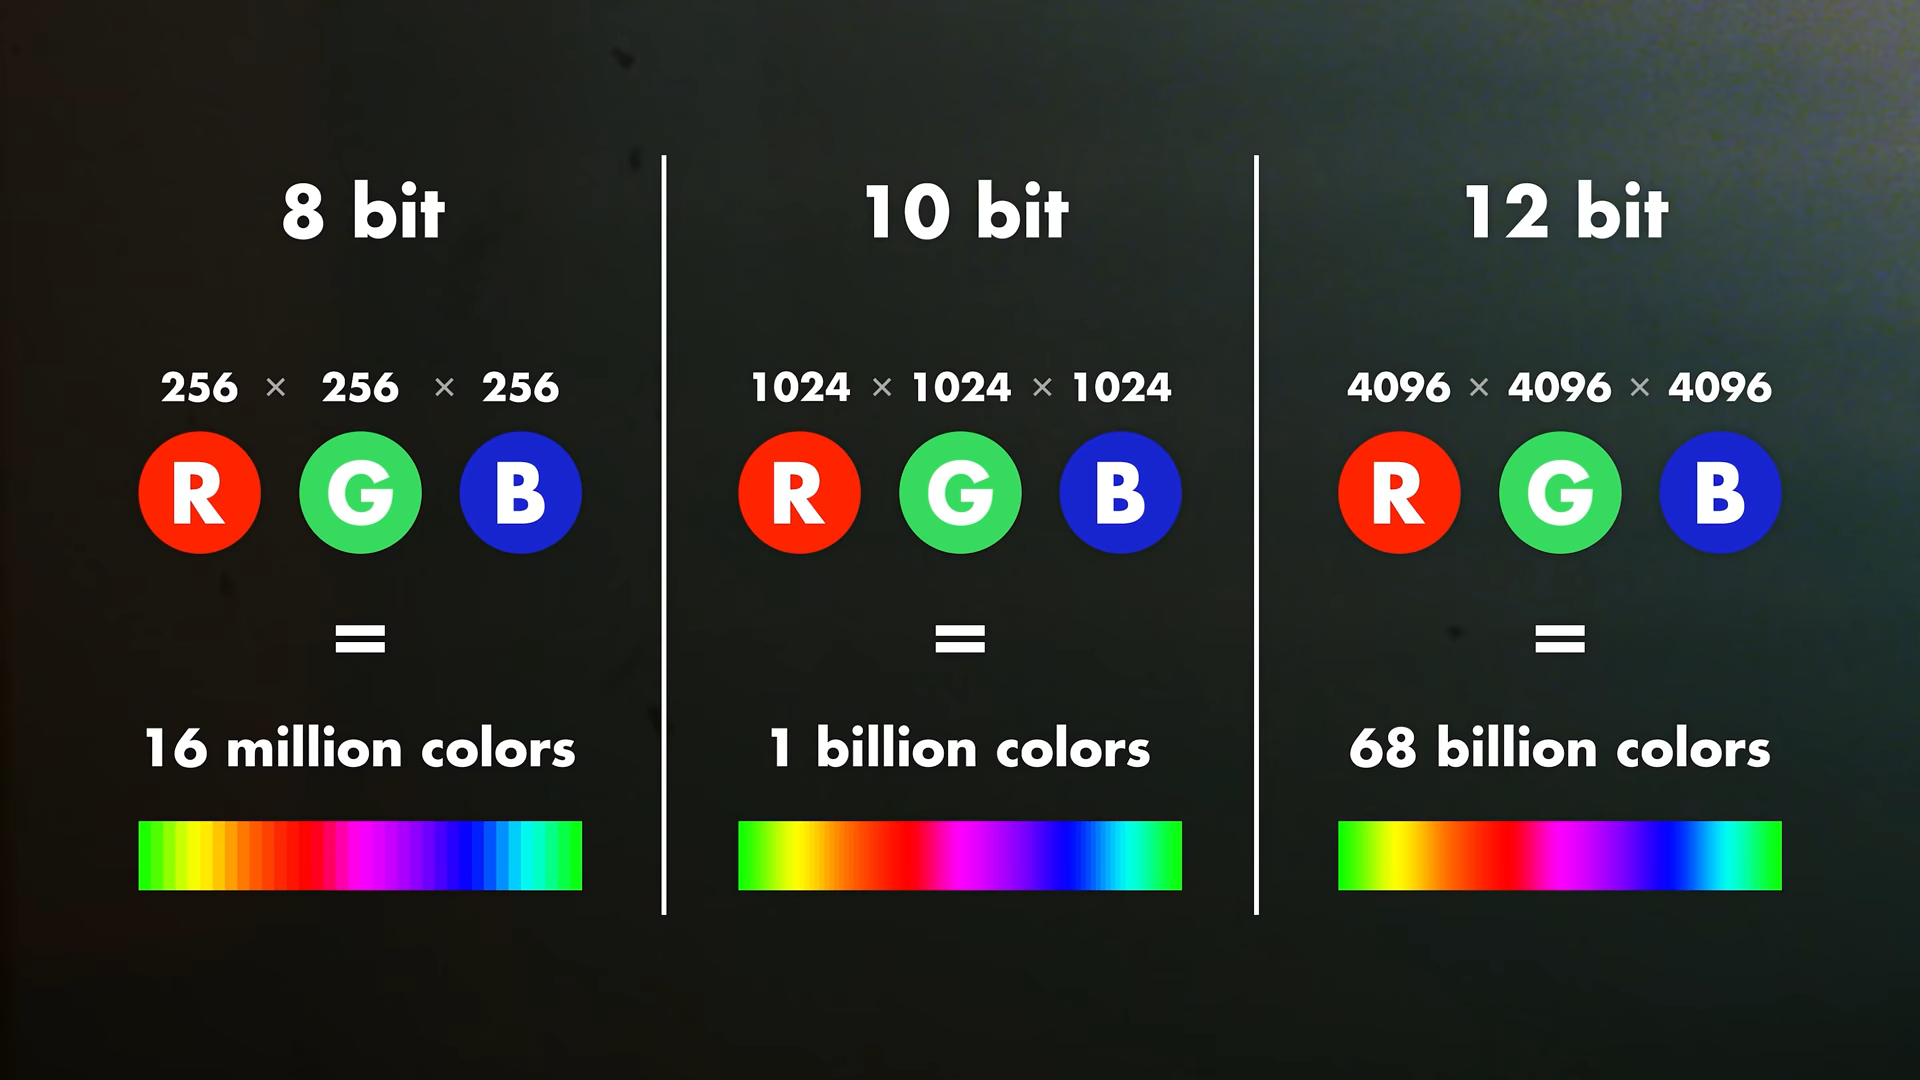 8 bit
256 × 256 × 256
R G B
=
16 million colors
10 bit
1024 × 1024 × 1024
R G B
=
1 billion colors
12 bit
4096 × 4096 × 4096
R G B
=
68 billion colors